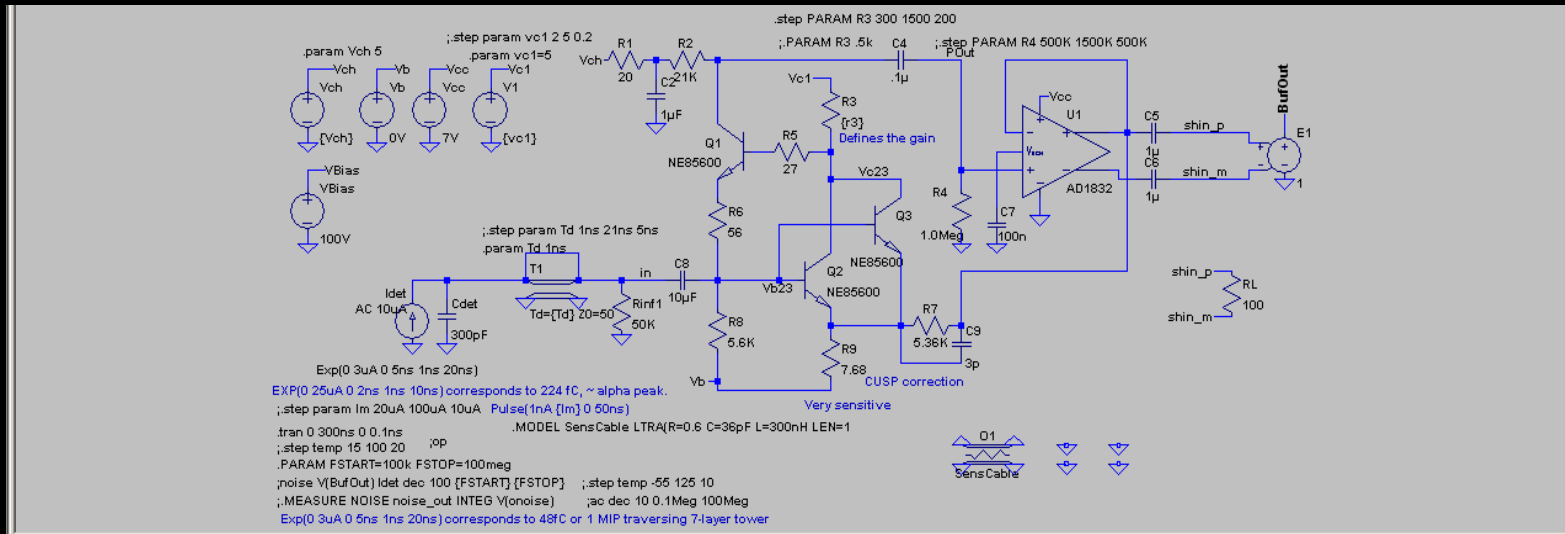 .step PARAM R3 300 1500 200
;.step param vc1 2 5 0.2
;.PARAM R3 .5k
;.step PARAM R4 500K 1500K 500K
.param Vch 5
.param vc1=5
R1
R2
C4
POut
Vch
20
21K
.1µ
Vch
Vb
Vcc
Vc1
Vch
Vb
Vcc
V1
C2
1µF
Vc1
R3
{r3}
Defines the gain
Vcc
U1
BufOut
{Vch}
0V
7V
{vc1}
Q1
NE85600
R5
27
C5
1µ
shin_p
E1
1
C6
1µ
shin_m
AD1832
VBias
VBias
100V
Vc23
R6
56
Q3
NE85600
R4
1.0Meg
C7
100n
;.step param Td 1ns 21ns 5ns
.param Td 1ns
T1
in
C8
10µF
Vb23
Q2
NE85600
shin_p
RL
100
shin_m
Idet
AC 10uA
Cdet
300pF
Td={Td} Z0=50
Rinf1
50K
R8
5.6K
R7
5.36K
C9
3p
R9
7.68
CUSP correction
Vb
Very sensitive
Exp(0 3uA 0 5ns 1ns 20ns)
EXP(0 25uA 0 2ns 1ns 10ns) corresponds to 224 fC, ~ alpha peak.
;.step param Im 20uA 100uA 10uA
Pulse(1nA {Im} 0 50ns)
.MODEL SensCable LTRA(R=0.6 C=36pF L=300nH LEN=1
.tran 0 300ns 0 0.1ns
;op
;.step temp 15 100 20
.PARAM FSTART=100k FSTOP=100meg
;noise V(BufOut) Idet dec 100 {FSTART} {FSTOP}
;.step temp -55 125 10
;.MEASURE NOISE noise_out INTEG V(onoise)
;ac dec 10 0.1Meg 100Meg
Exp(0 3uA 0 5ns 1ns 20ns) corresponds to 48fC or 1 MIP traversing 7-layer tower
O1
SensCable